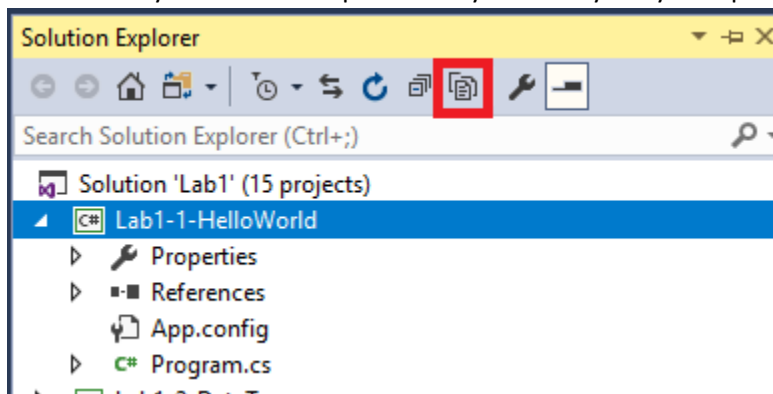 Solution Explorer
Search Solution Explorer (Ctrl+;)
Solution 'Lab1' (15 projects)
C# Lab1-1-HelloWorld
Properties
References
App.config
C# Program.cs